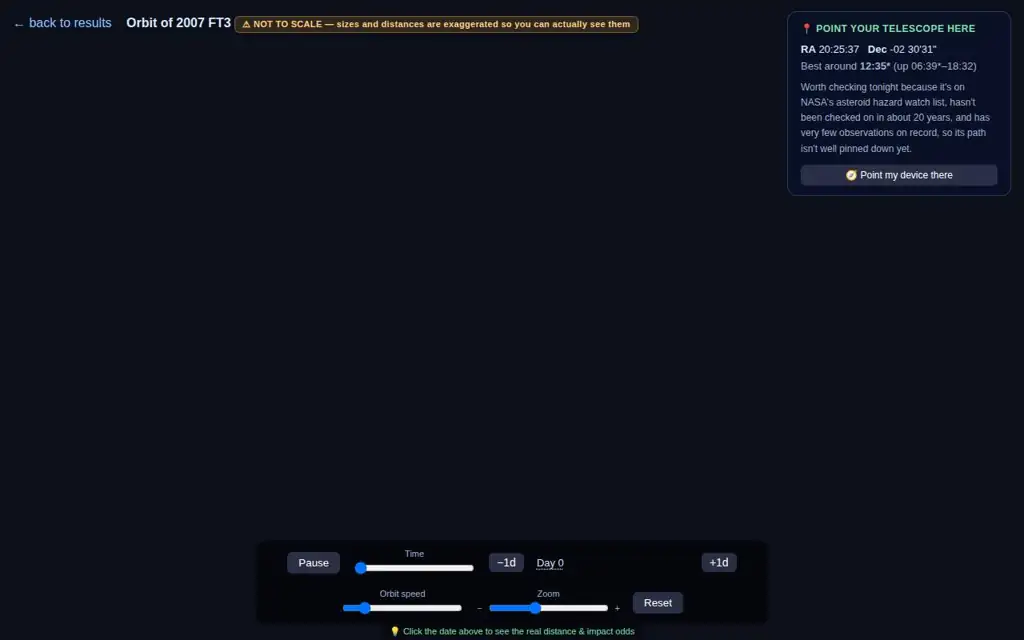 ← back to results Orbit of 2007 FT3 ⚠ NOT TO SCALE — sizes and distances are exaggerated so you can actually see them
📍 POINT YOUR TELESCOPE HERE
RA 20:25:37 Dec -02 30'31"
Best around 12:35* (up 06:39*–18:32)
Worth checking tonight because it's on
NASA's asteroid hazard watch list, hasn't
been checked on in about 20 years, and has
very few observations on record, so its path
isn't well pinned down yet.
🧭 Point my device there
Time
Pause −1d Day 0 +1d
Orbit speed Zoom
− + Reset
💡 Click the date above to see the real distance & impact odds